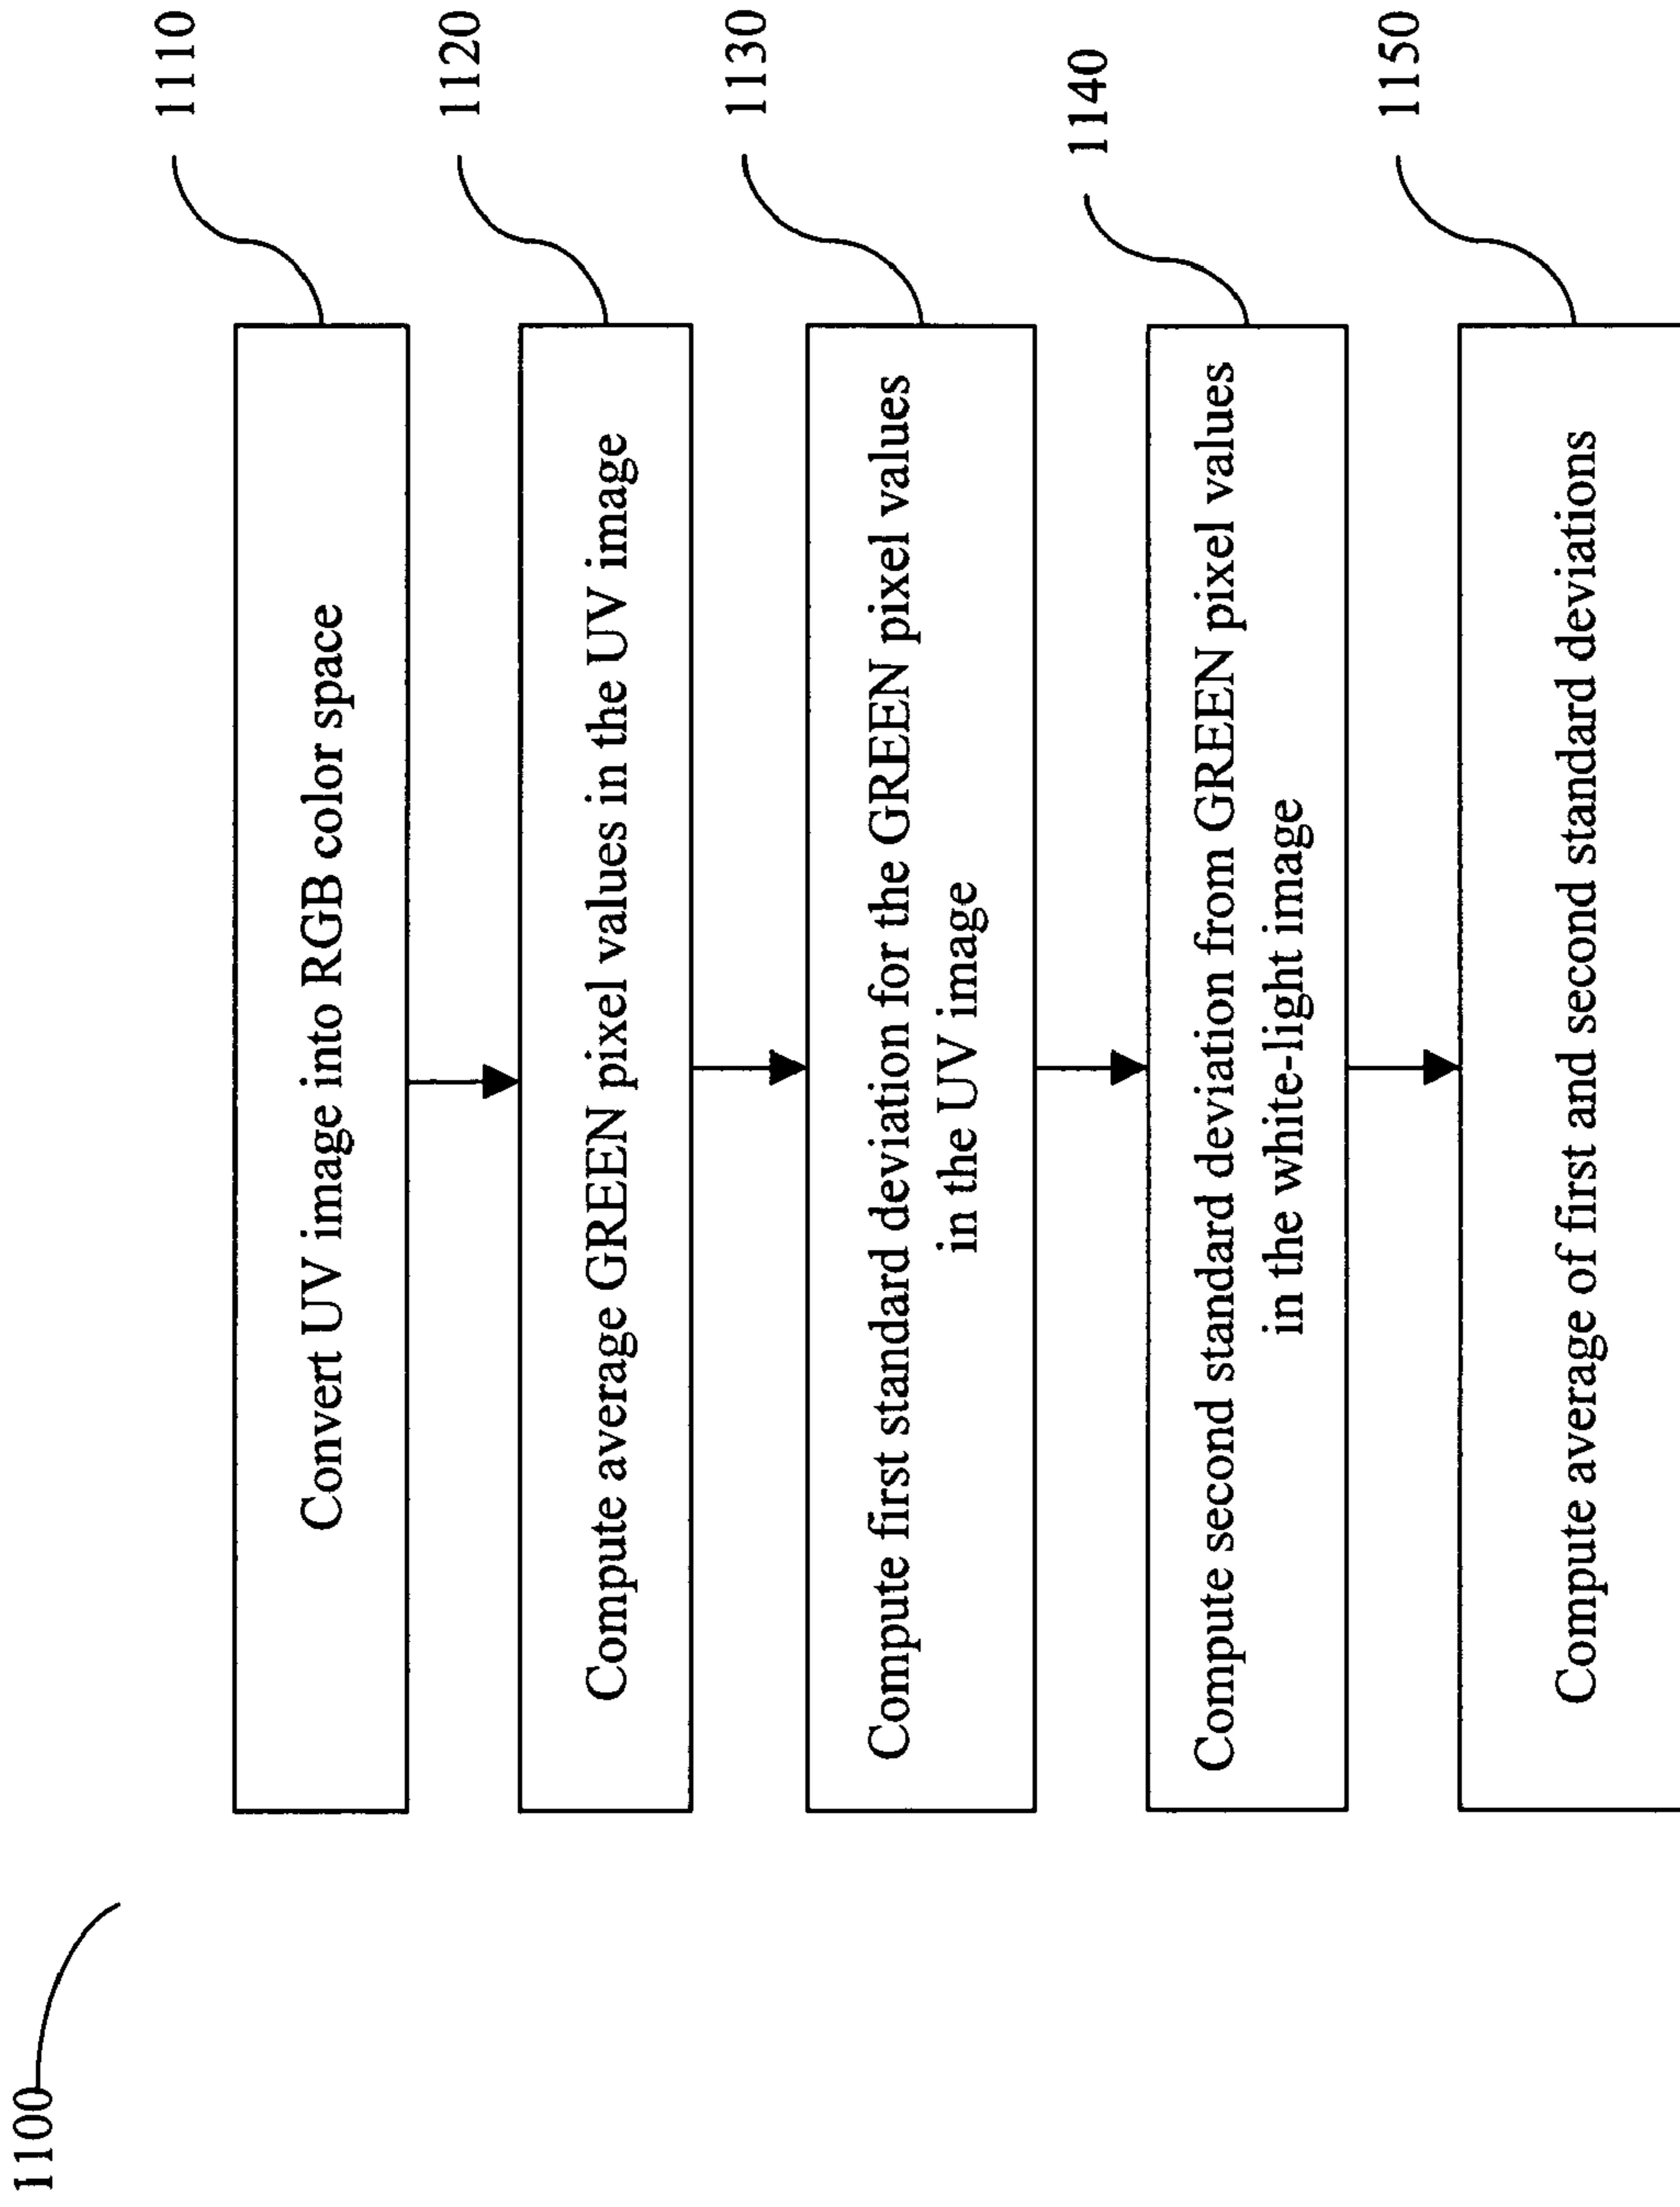 1100
Convert UV image into RGB color space
1110
Compute average GREEN pixel values in the UV image
1120
Compute first standard deviation for the GREEN pixel values
in the UV image
1130
Compute second standard deviation from GREEN pixel values
in the white-light image
1140
Compute average of first and second standard deviations
1150